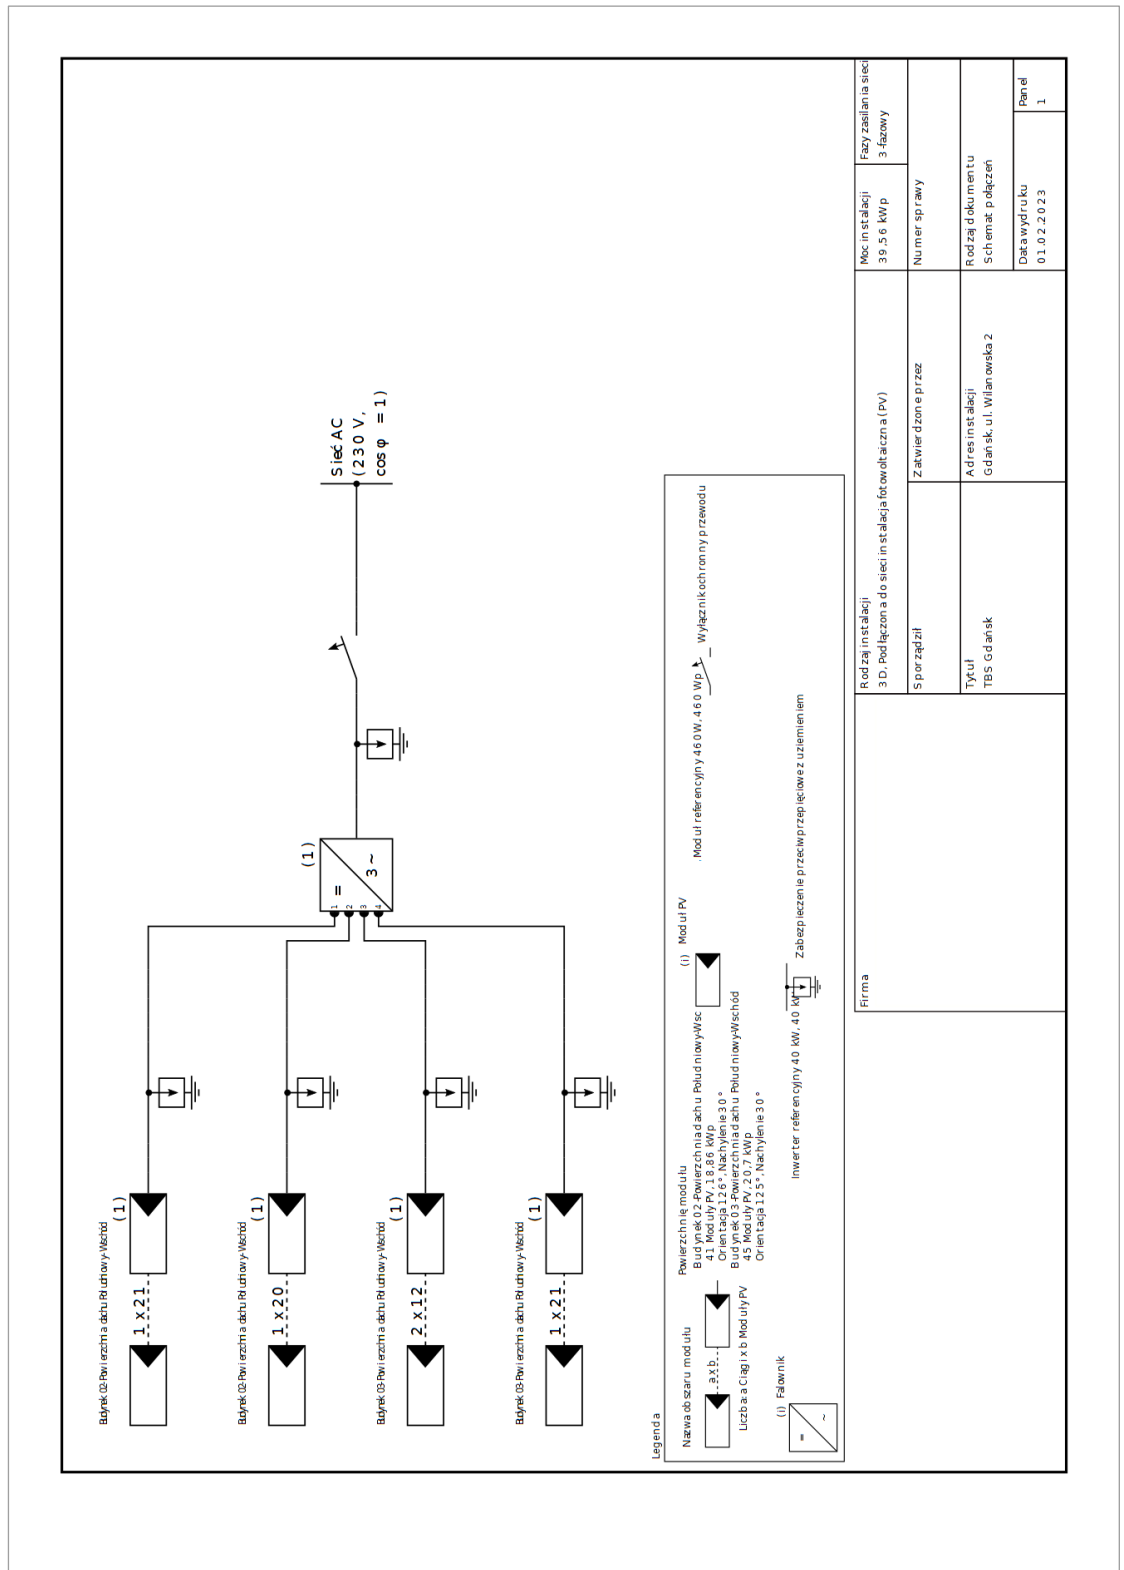 Budynek 02-Powierzchnia dachu Południowy-Wschód
(1)
1 x 21
Budynek 02-Powierzchnia dachu Południowy-Wschód
(1)
1 x 20
Budynek 03-Powierzchnia dachu Południowy-Wschód
(1)
2 x 12
Budynek 03-Powierzchnia dachu Południowy-Wschód
(1)
1 x 21
(1)
=
3 ~
1
2
3
4
Sieć AC
(230 V,
cos φ = 1)
Legenda
Nazwa obszaru modułu
a x b
Liczba: a Ciągi x b Moduły PV
Powierzchnię modułu
Budynek 02-Powierzchnia dachu Południowy-Wsc
41 Moduły PV, 18,86 kWp
Orientacja 126°, Nachylenie 30°
Budynek 03-Powierzchnia dachu Południowy-Wschód
45 Moduły PV, 20,7 kWp
Orientacja 125°, Nachylenie 30°
(i) Moduł PV
.Moduł referencyjny 460W, 460 Wp
Wyłącznik ochronny przewodu
(i) Falownik
=
~
Inwerter referencyjny 40 kW, 40 kW
Zabezpieczenie przeciwprzepięciowe z uziemieniem
Firma
Rodzaj instalacji
3D, Podłączona do sieci instalacja fotowoltaiczna (PV)
Moc instalacji
39,56 kWp
Fazy zasilania sieci
3-fazowy
Sporządził
Zatwierdzone przez
Numer sprawy
Tytuł
TBS Gdańsk
Adres instalacji
Gdańsk, ul. Wilanowska 2
Rodzaj dokumentu
Schemat połączeń
Data wydruku
01.02.2023
Panel
1